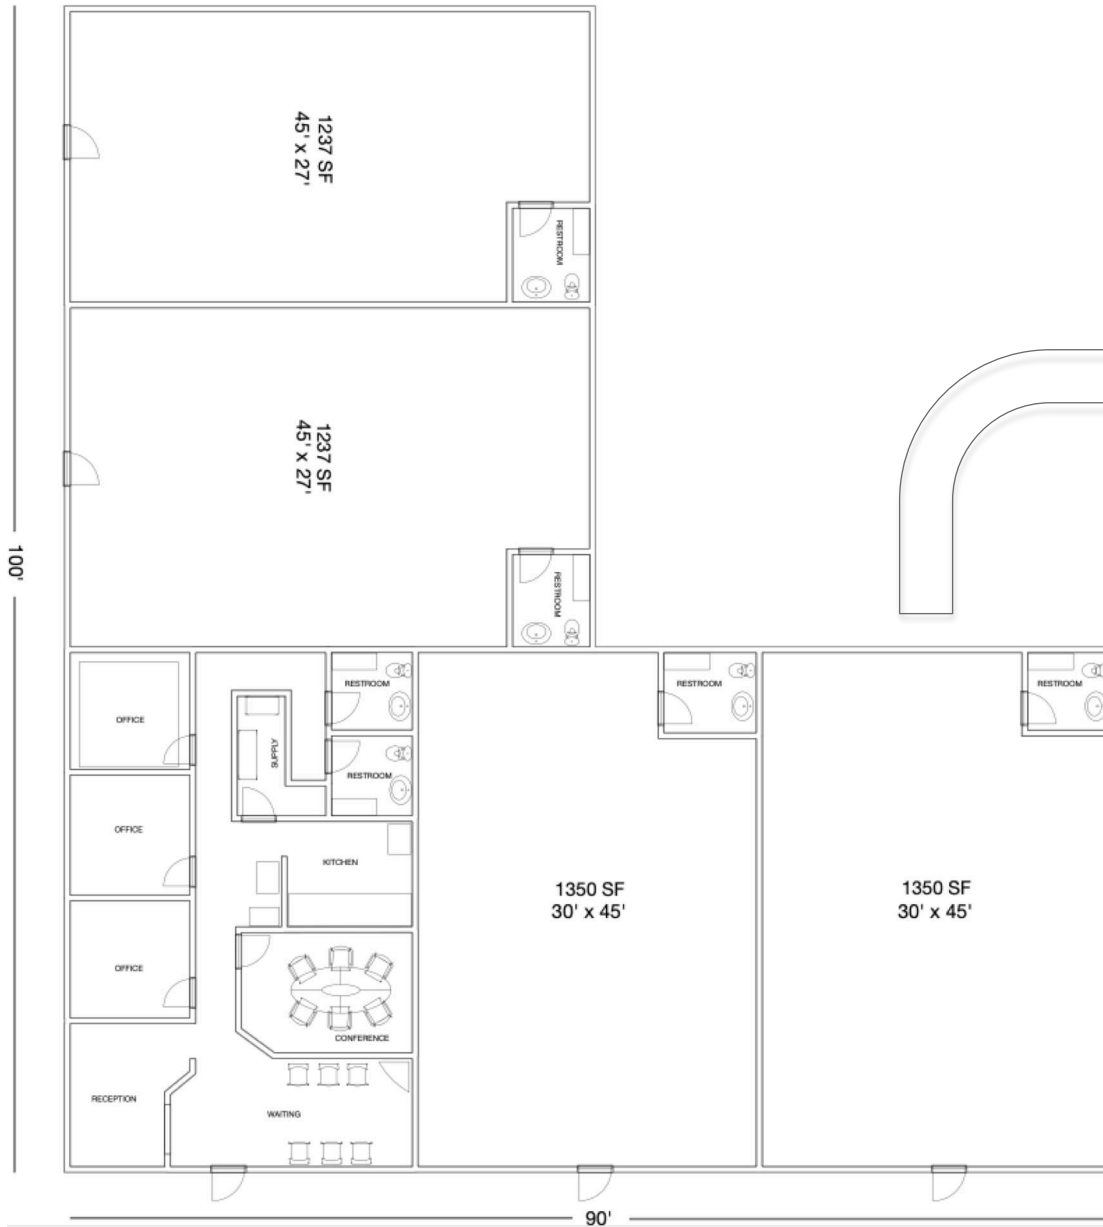 1237 SF
45' x 27'
RESTROOM
1237 SF
45' x 27'
100'
RESTROOM
OFFICE
SUPPLY
RESTROOM
RESTROOM
RESTROOM
RESTROOM
OFFICE
KITCHEN
1350 SF
30' x 45'
1350 SF
30' x 45'
OFFICE
CONFERENCE
RECEPTION
WAITING
90'